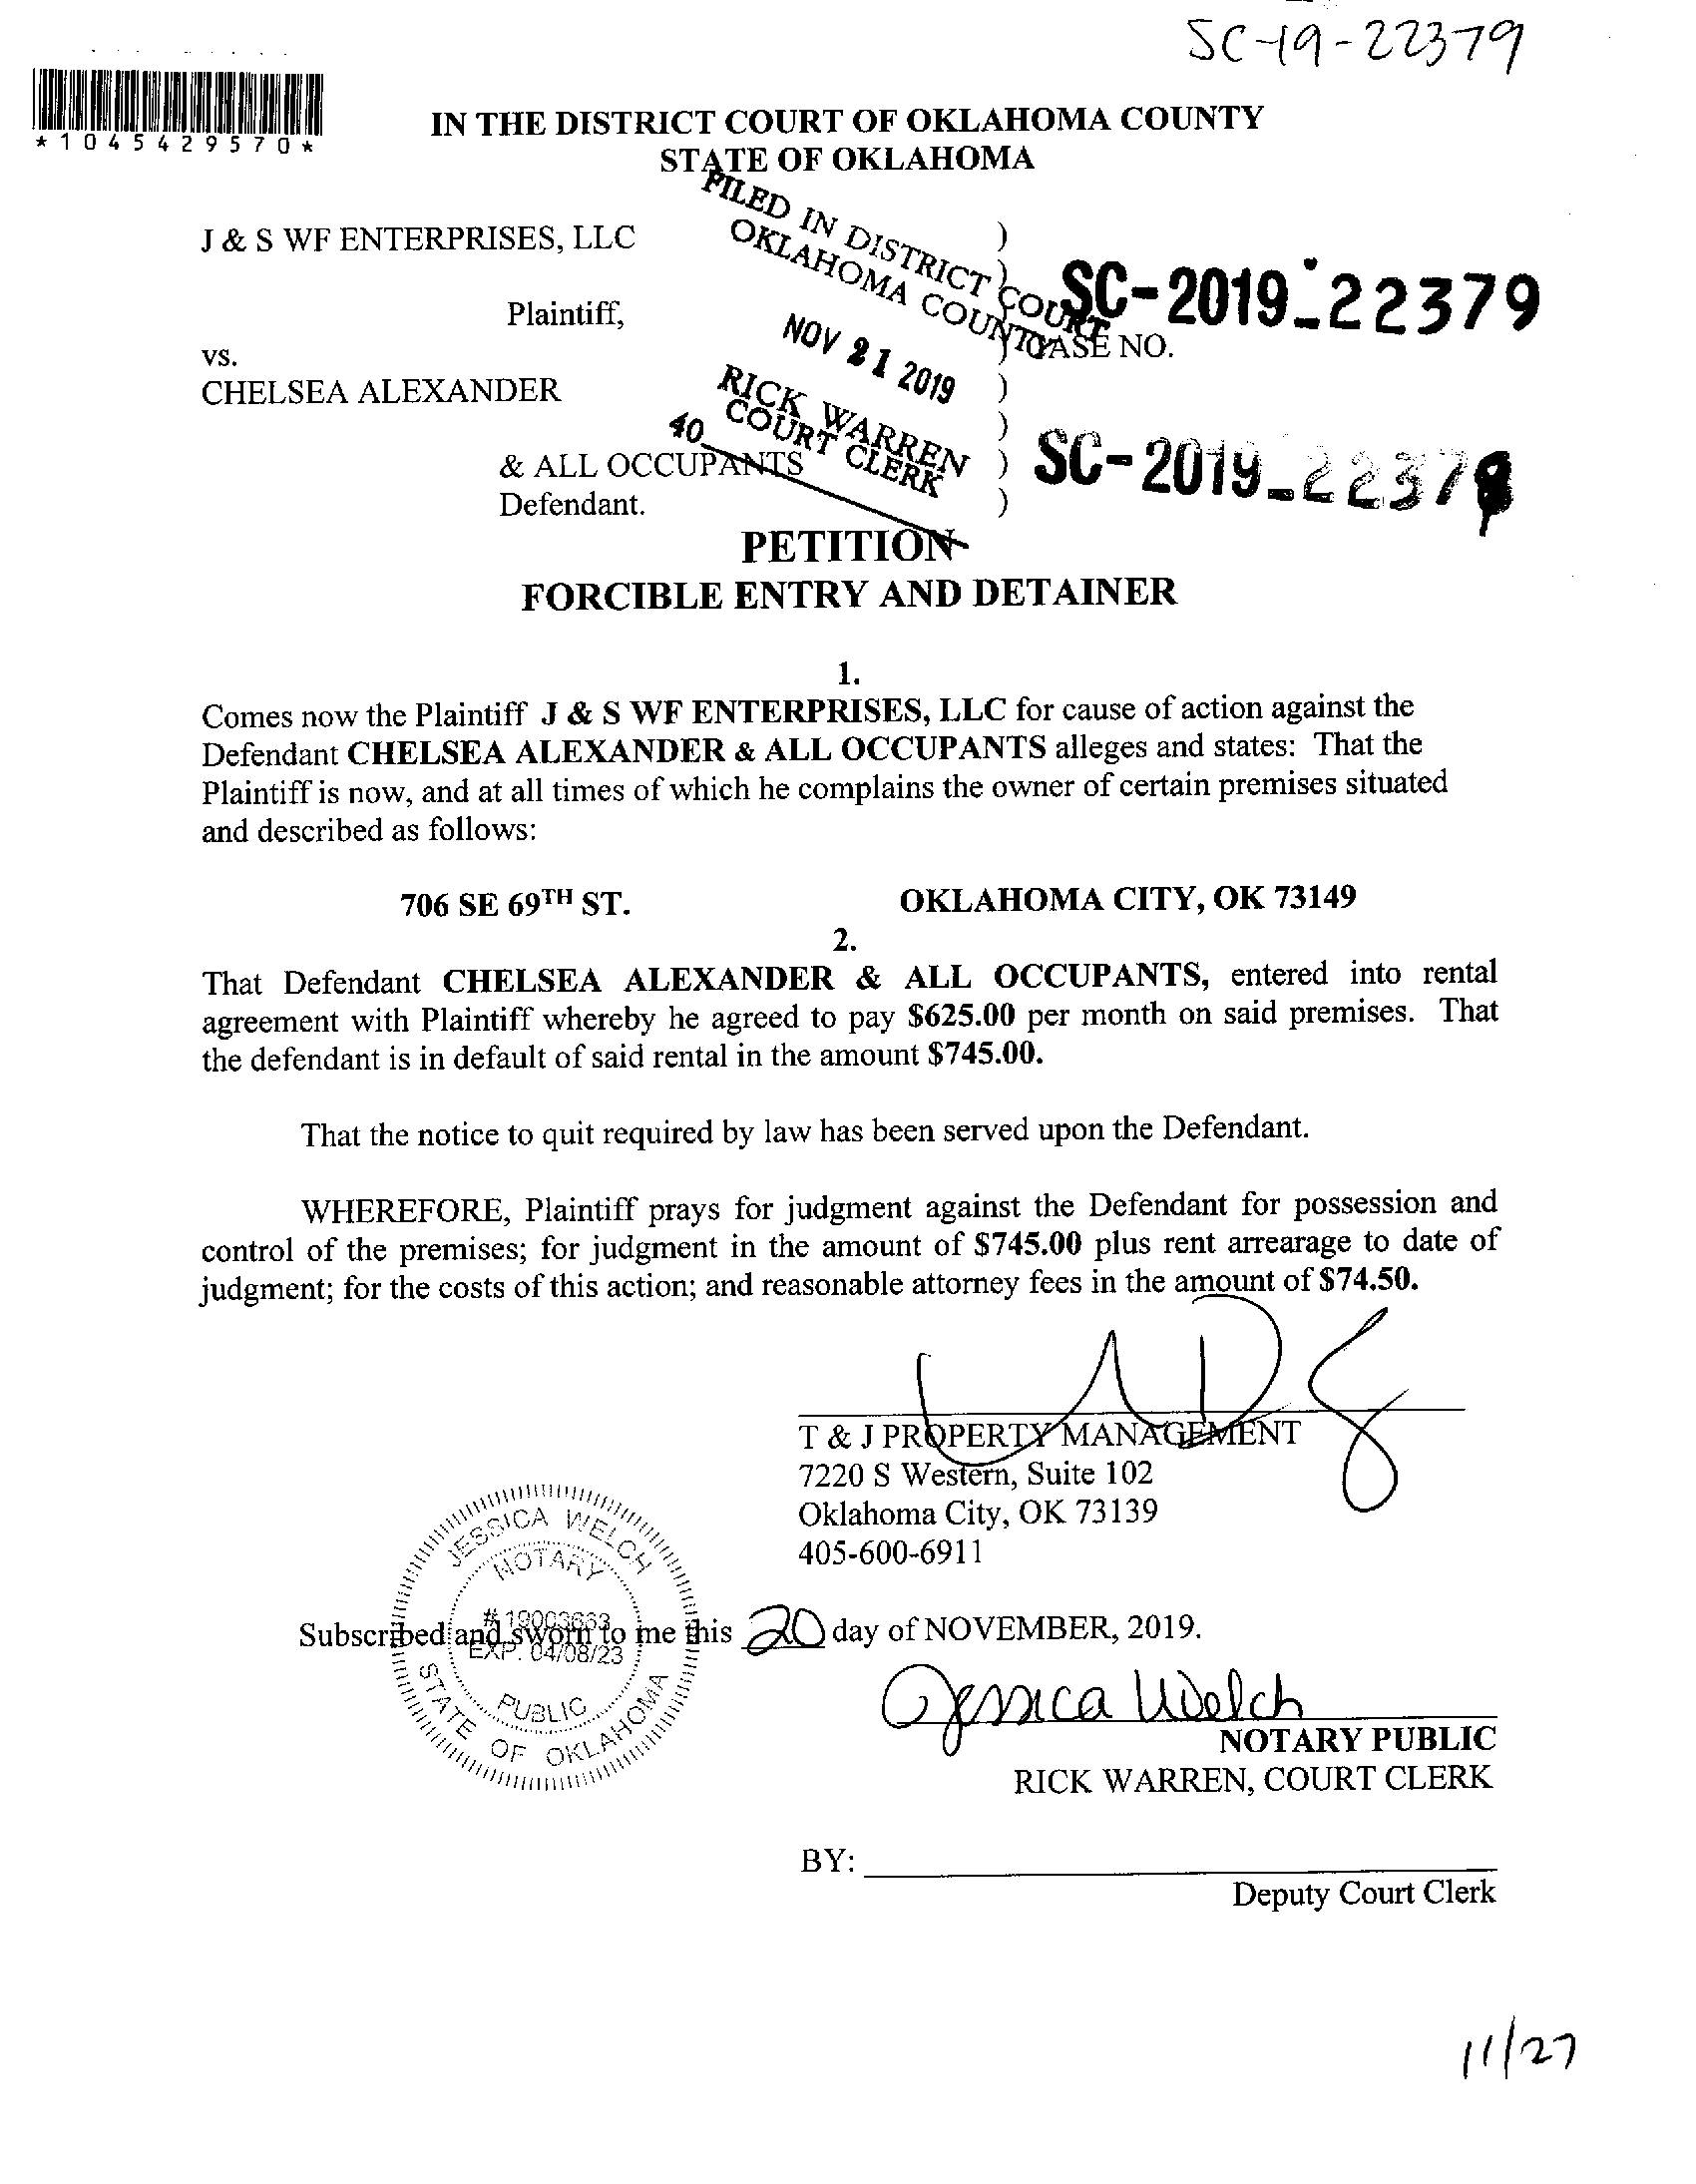 SC-19-22379
*1045429570*
IN THE DISTRICT COURT OF OKLAHOMA COUNTY
STATE OF OKLAHOMA
FILED IN DISTRICT COURT
OKLAHOMA COUNTY
NOV 21 2019
RICK WARREN
COURT CLERK
40
J & S WF ENTERPRISES, LLC )
Plaintiff, )
SC-2019-22379
vs. ) CASE NO.
CHELSEA ALEXANDER )
)
& ALL OCCUPANTS )
SC-2019-22379
Defendant. )
PETITION
FORCIBLE ENTRY AND DETAINER
1.
Comes now the Plaintiff J & S WF ENTERPRISES, LLC for cause of action against the
Defendant CHELSEA ALEXANDER & ALL OCCUPANTS alleges and states: That the
Plaintiff is now, and at all times of which he complains the owner of certain premises situated
and described as follows:
706 SE 69TH ST. OKLAHOMA CITY, OK 73149
2.
That Defendant CHELSEA ALEXANDER & ALL OCCUPANTS, entered into rental
agreement with Plaintiff whereby he agreed to pay $625.00 per month on said premises. That
the defendant is in default of said rental in the amount $745.00.
That the notice to quit required by law has been served upon the Defendant.
WHEREFORE, Plaintiff prays for judgment against the Defendant for possession and
control of the premises; for judgment in the amount of $745.00 plus rent arrearage to date of
judgment; for the costs of this action; and reasonable attorney fees in the amount of $74.50.
T & J PROPERTY MANAGEMENT
7220 S Western, Suite 102
Oklahoma City, OK 73139
405-600-6911
JESSICA WELCH
NOTARY
# 19003663
EXP. 04/08/23
PUBLIC
STATE OF OKLAHOMA
Subscribed and sworn to me this 20 day of NOVEMBER, 2019.
Jessica Welch
NOTARY PUBLIC
RICK WARREN, COURT CLERK
BY:
Deputy Court Clerk
11/27